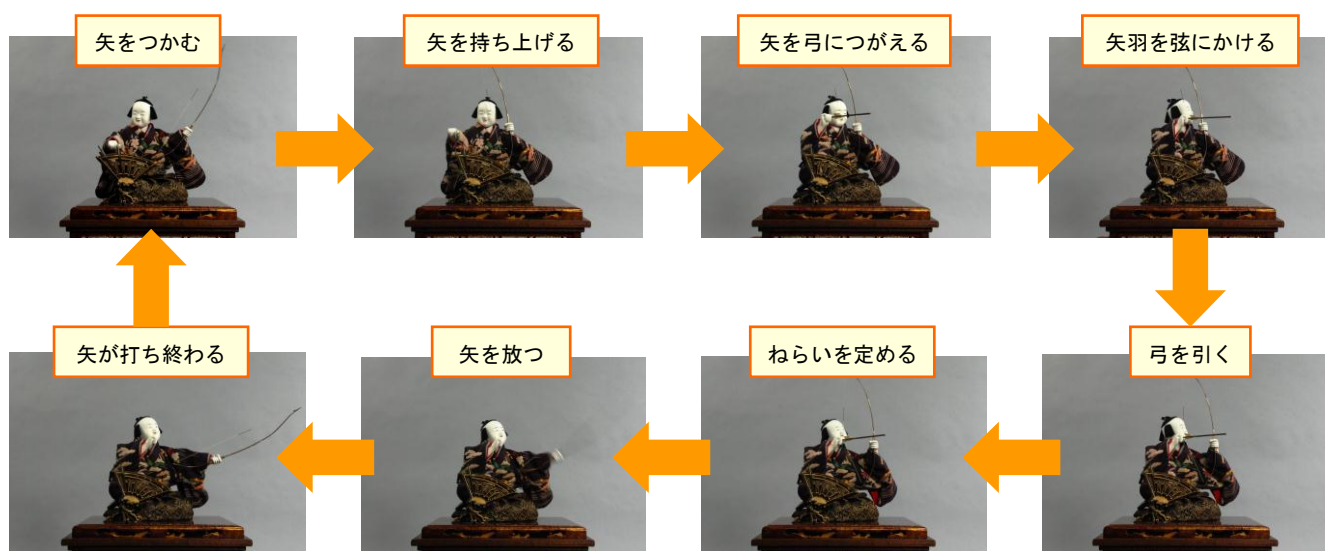 矢をつかむ
矢を持ち上げる
矢を弓につがえる
矢羽を弦にかける
弓を引く
ねらいを定める
矢を放つ
矢が打ち終わる